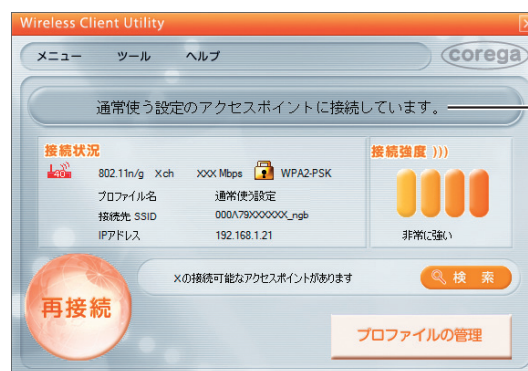 Wireless Client Utility
メニュー ツール ヘルプ corega
通常使う設定のアクセスポイントに接続しています。
接続状況
接続強度 )))
40 802.11n/g Xch XXX Mbps WPA2-PSK
プロファイル名 通常使う設定
接続先 SSID 000A79XXXXXX_ngb
IPアドレス 192.168.1.21
非常に強い
Xの接続可能なアクセスポイントがあります
検 索
再接続
プロファイルの管理